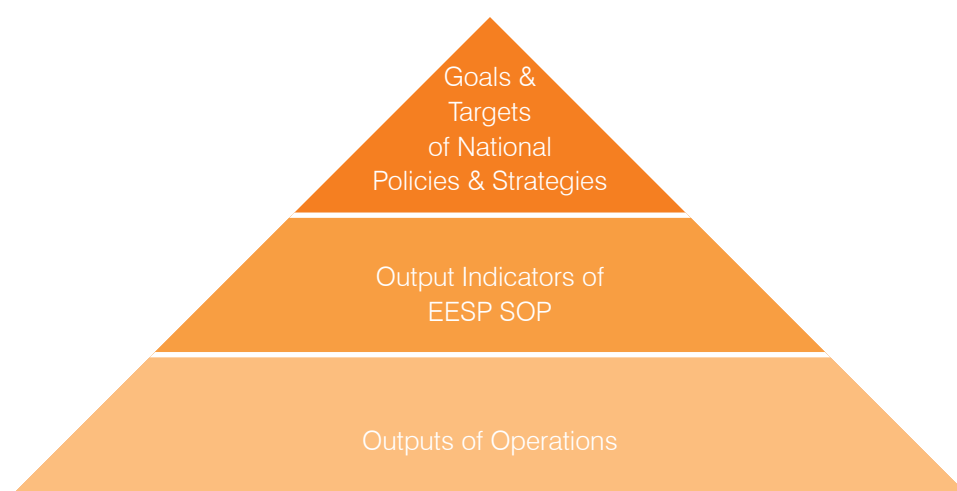 Goals &
Targets
of National
Policies & Strategies
Output Indicators of
EESP SOP
Outputs of Operations